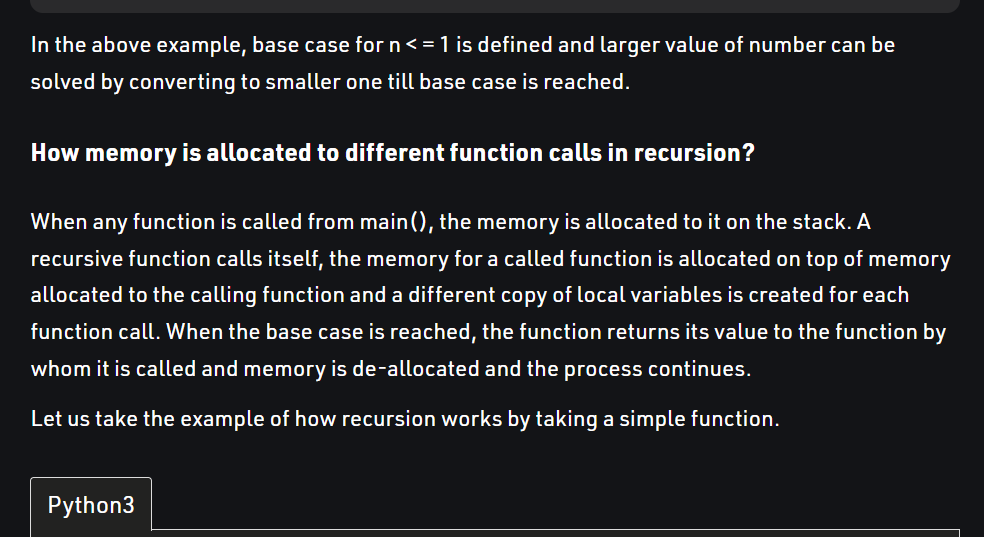 In the above example, base case for n < = 1 is defined and larger value of number can be
solved by converting to smaller one till base case is reached.
How memory is allocated to different function calls in recursion?
When any function is called from main(), the memory is allocated to it on the stack. A
recursive function calls itself, the memory for a called function is allocated on top of memory
allocated to the calling function and a different copy of local variables is created for each
function call. When the base case is reached, the function returns its value to the function by
whom it is called and memory is de-allocated and the process continues.
Let us take the example of how recursion works by taking a simple function.
Python3